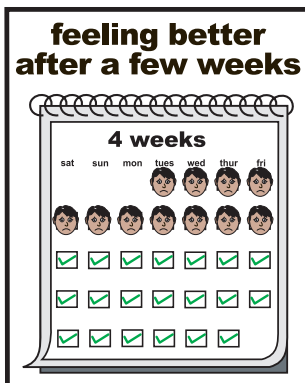 feeling better
after a few weeks
4 weeks
sat sun mon tues wed thur fri